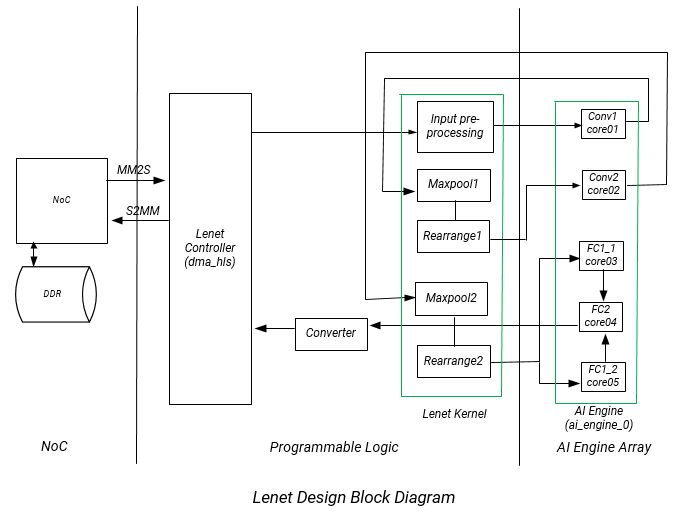 NoC
DDR
MM2S
S2MM
Lenet
Controller
(dma_hls)
Converter
Input pre-
processing
Maxpool1
Rearrange1
Maxpool2
Rearrange2
Lenet Kernel
Conv1
core01
Conv2
core02
FC1_1
core03
FC2
core04
FC1_2
core05
AI Engine
(ai_engine_0)
NoC
Programmable Logic
AI Engine Array
Lenet Design Block Diagram